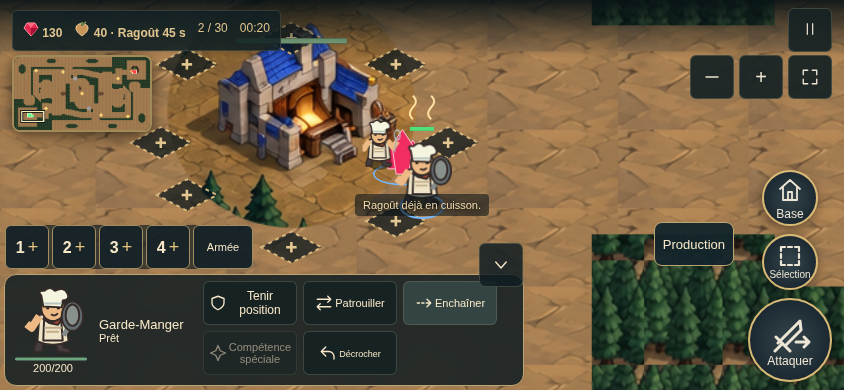 130 40 · Ragoût 45 s 2 / 30 00:20
Ragoût déjà en cuisson.
1+ 2+ 3+ 4+ Armée
Garde-Manger
Prêt
200/200
Tenir
position
Patrouiller
Enchaîner
Compétence
spéciale
Décrocher
Production
Base
Sélection
Attaquer